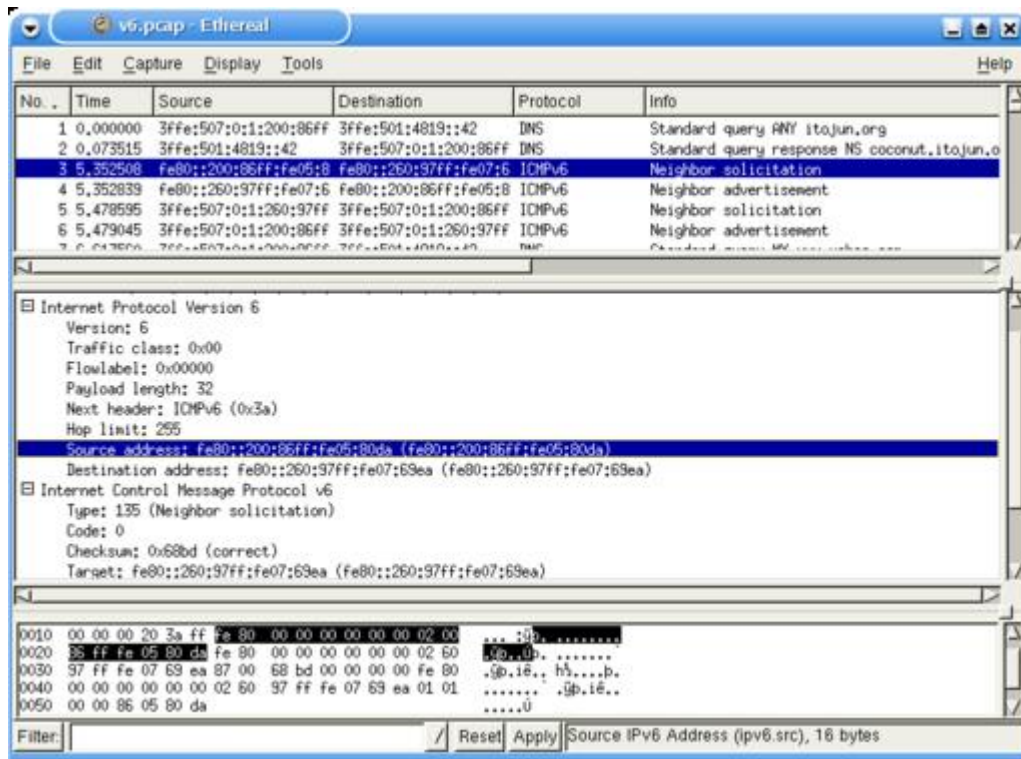 v6.pcap - Ethereal
File Edit Capture Display Tools Help
No. . Time Source Destination Protocol Info
1 0.000000 3ffe:507:0:1:200:86ff 3ffe:501:4819::42 DNS Standard query ANY itojun.org
2 0.073515 3ffe:501:4819::42 3ffe:507:0:1:200:86ff DNS Standard query response NS coconut.itojun.o
3 5.352508 fe80::200:86ff:fe05:8 fe80::260:97ff:fe07:6 ICMPv6 Neighbor solicitation
4 5.352839 fe80::260:97ff:fe07:6 fe80::200:86ff:fe05:8 ICMPv6 Neighbor advertisement
5 5.478595 3ffe:507:0:1:260:97ff 3ffe:507:0:1:200:86ff ICMPv6 Neighbor solicitation
6 5.479045 3ffe:507:0:1:200:86ff 3ffe:507:0:1:260:97ff ICMPv6 Neighbor advertisement
Internet Protocol Version 6
Version: 6
Traffic class: 0x00
Flowlabel: 0x00000
Payload length: 32
Next header: ICMPv6 (0x3a)
Hop limit: 255
Source address: fe80::200:86ff:fe05:80da (fe80::200:86ff:fe05:80da)
Destination address: fe80::260:97ff:fe07:69ea (fe80::260:97ff:fe07:69ea)
Internet Control Message Protocol v6
Type: 135 (Neighbor solicitation)
Code: 0
Checksum: 0x68bd (correct)
Target: fe80::260:97ff:fe07:69ea (fe80::260:97ff:fe07:69ea)
0010 00 00 00 20 3a ff fe 80 00 00 00 00 00 00 02 00 ... :ÿþ. ........
0020 86 ff fe 05 80 da fe 80 00 00 00 00 00 00 02 60 .ÿþ..Úþ. .......`
0030 97 ff fe 07 69 ea 87 00 68 bd 00 00 00 00 fe 80 .ÿþ.iê.. h½....þ.
0040 00 00 00 00 00 00 02 60 97 ff fe 07 69 ea 01 01 .......` .ÿþ.iê..
0050 00 00 86 05 80 da .....Ú
Filter: / Reset Apply Source IPv6 Address (ipv6.src), 16 bytes